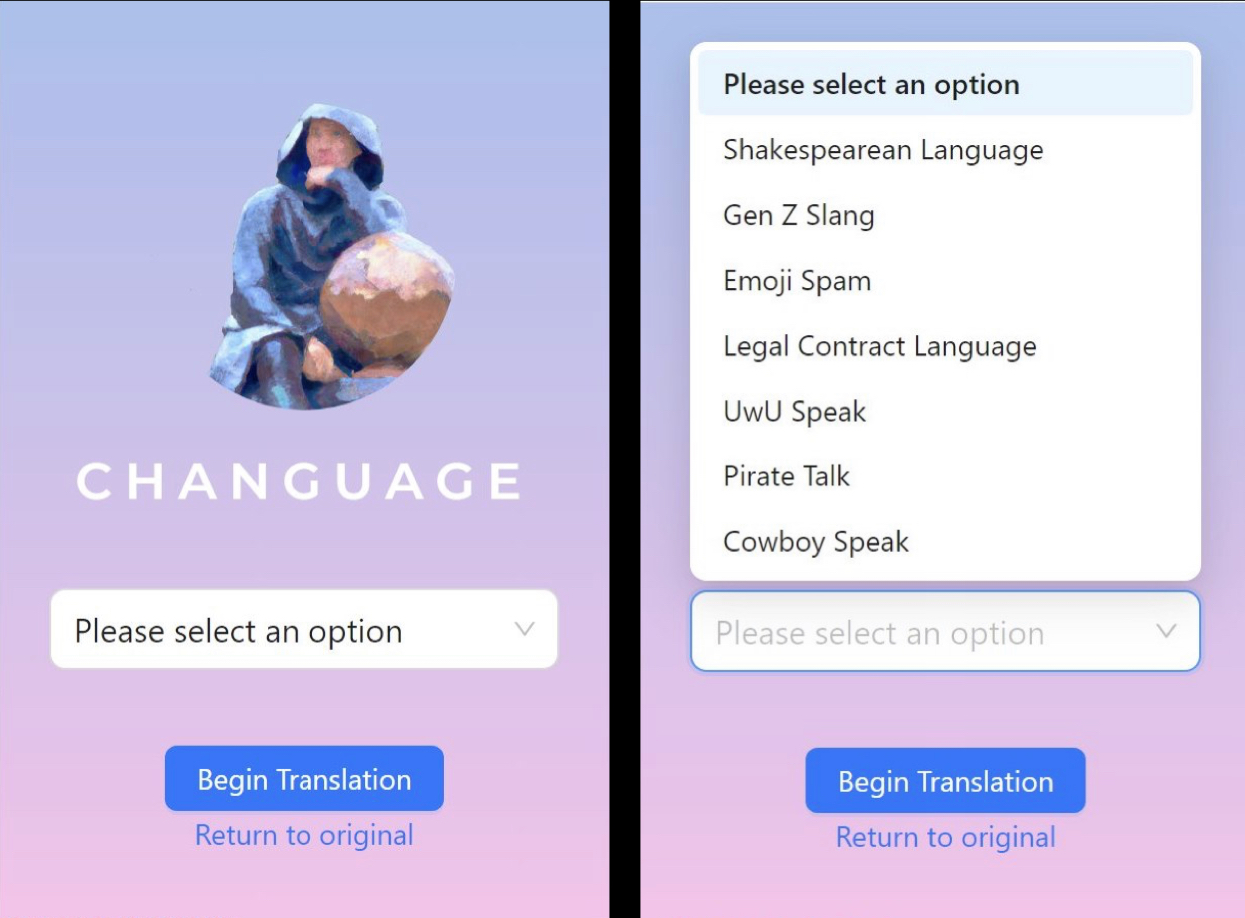 CHANGUAGE
Please select an option
Begin Translation
Return to original
Please select an option
Shakespearean Language
Gen Z Slang
Emoji Spam
Legal Contract Language
UwU Speak
Pirate Talk
Cowboy Speak
Please select an option
Begin Translation
Return to original